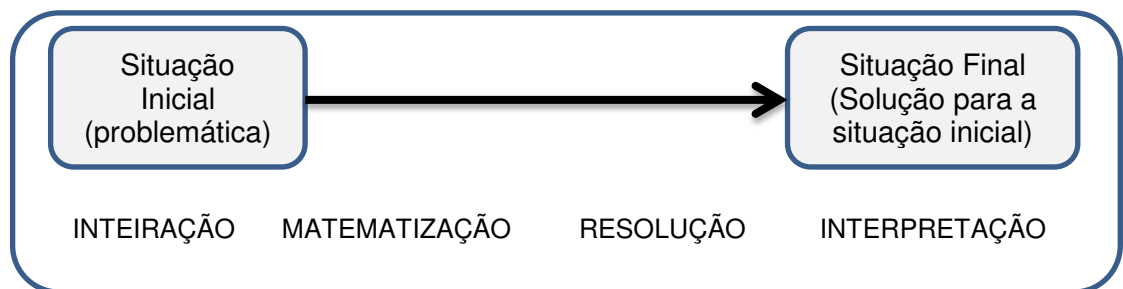 Situação
Inicial
(problemática)
Situação Final
(Solução para a
situação inicial)
INTEIRAÇÃO MATEMATIZAÇÃO RESOLUÇÃO INTERPRETAÇÃO